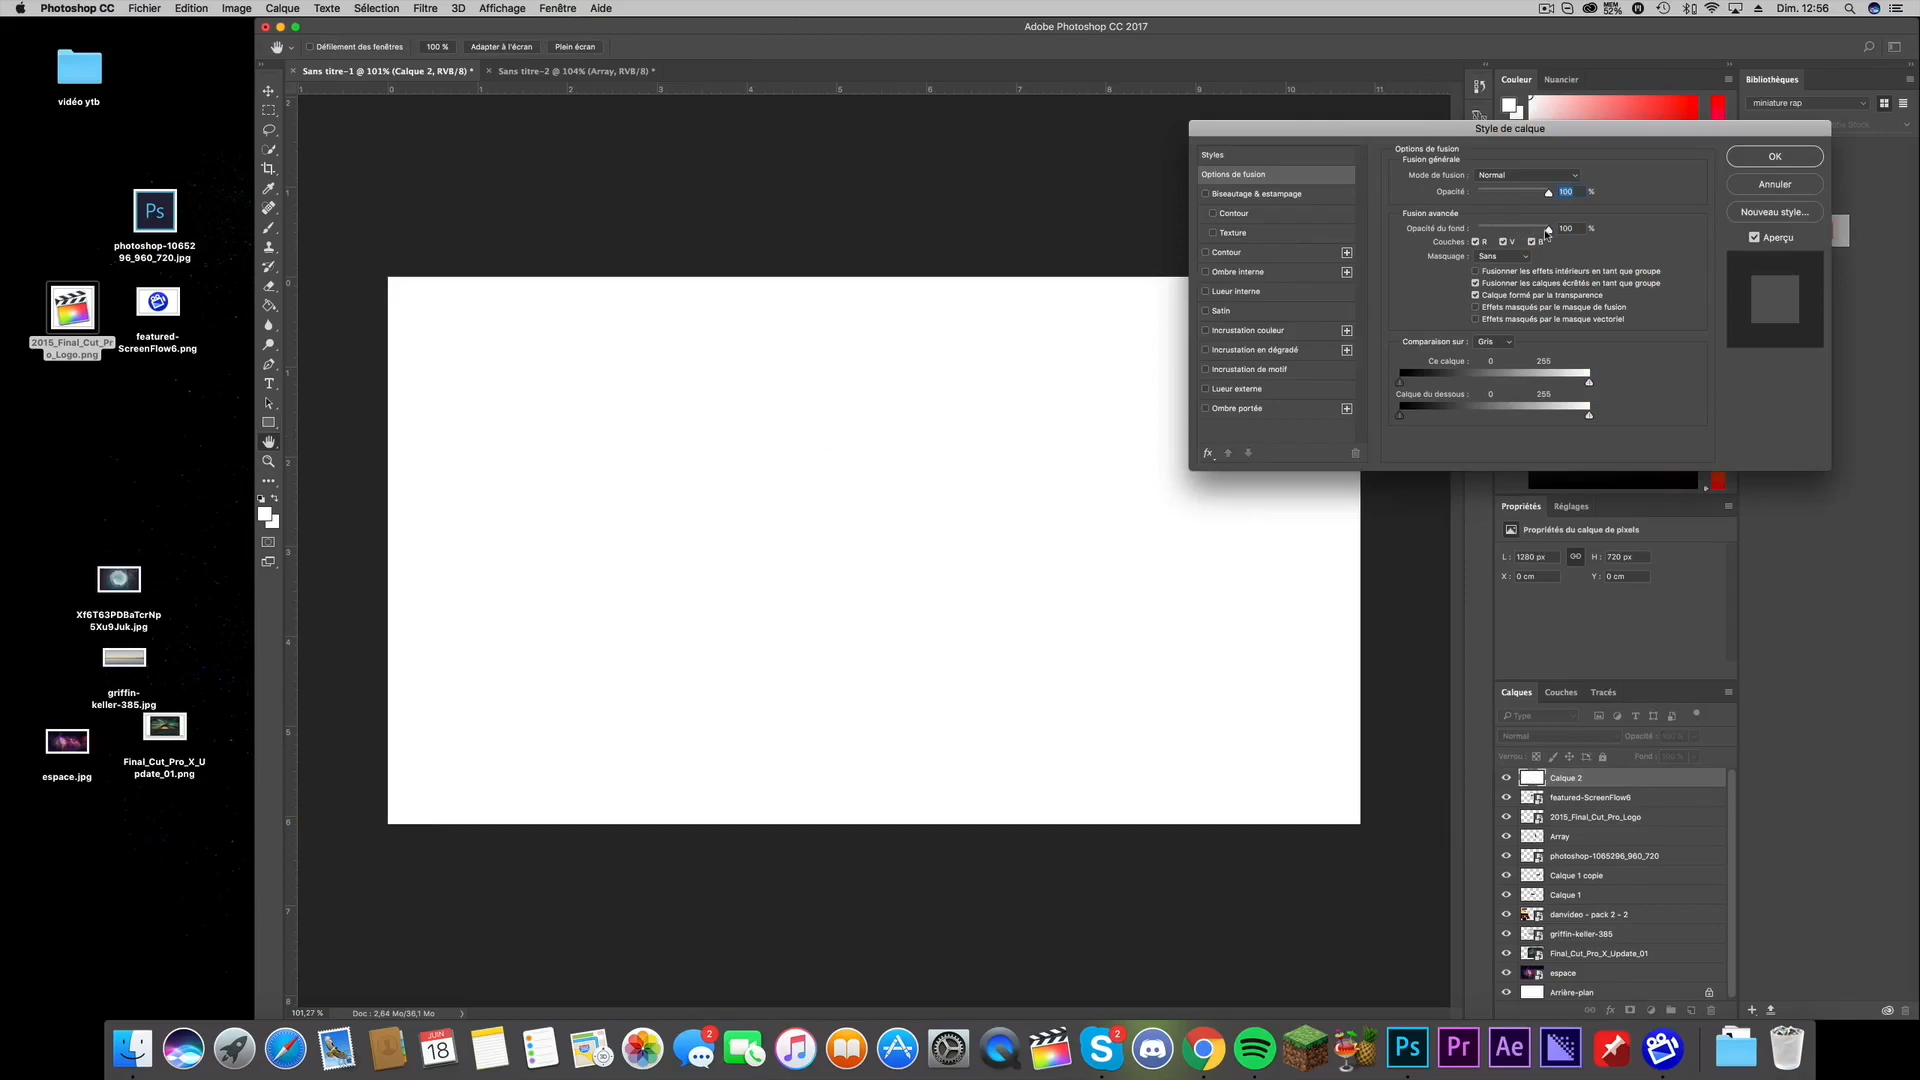 Photoshop CC Fichier Edition Image Calque Texte Sélection Filtre 3D Affichage Fenêtre Aide
MEM 52% Dim. 12:56
Adobe Photoshop CC 2017
Défilement des fenêtres 100 % Adapter à l'écran Plein écran
Sans titre-1 @ 101% (Calque 2, RVB/8) * Sans titre-2 @ 104% (Array, RVB/8) *
Couleur Nuancier
Bibliothèques
miniature rap
vidéo ytb
photoshop-10652
96_960_720.jpg
2015_Final_Cut_Pr
o_Logo.png
featured-
ScreenFlow6.png
Xf6T63PDBaTcrNp
5Xu9Juk.jpg
griffin-
keller-385.jpg
espace.jpg
Final_Cut_Pro_X_U
pdate_01.png
Style de calque
Styles
Options de fusion
Biseautage & estampage
Contour
Texture
Contour
Ombre interne
Lueur interne
Satin
Incrustation couleur
Incrustation en dégradé
Incrustation de motif
Lueur externe
Ombre portée
fx
Options de fusion
Fusion générale
Mode de fusion : Normal
Opacité : 100 %
Fusion avancée
Opacité du fond : 100 %
Couches : R V B
Masquage : Sans
Fusionner les effets intérieurs en tant que groupe
Fusionner les calques écrêtés en tant que groupe
Calque formé par la transparence
Effets masqués par le masque de fusion
Effets masqués par le masque vectoriel
Comparaison sur : Gris
Ce calque : 0 255
Calque du dessous : 0 255
OK
Annuler
Nouveau style...
Aperçu
Propriétés Réglages
Propriétés du calque de pixels
L : 1280 px H : 720 px
X : 0 cm Y : 0 cm
Calques Couches Tracés
Type
Normal Opacité : 100 %
Verrou : Fond : 100 %
Calque 2
featured-ScreenFlow6
2015_Final_Cut_Pro_Logo
Array
photoshop-1065296_960_720
Calque 1 copie
Calque 1
danvideo - pack 2 - 2
griffin-keller-385
Final_Cut_Pro_X_Update_01
espace
Arrière-plan
101,27 % Doc : 2,64 Mo/36,1 Mo
JUIN
18
2
2
Ps Pr Ae